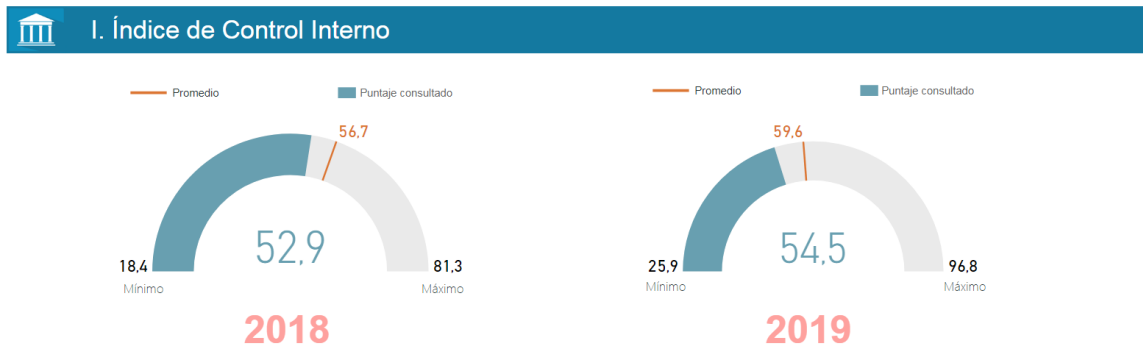 I. Índice de Control Interno
Promedio
Puntaje consultado
56,7
52,9
18,4
Mínimo
81,3
Máximo
2018
Promedio
Puntaje consultado
59,6
54,5
25,9
Mínimo
96,8
Máximo
2019